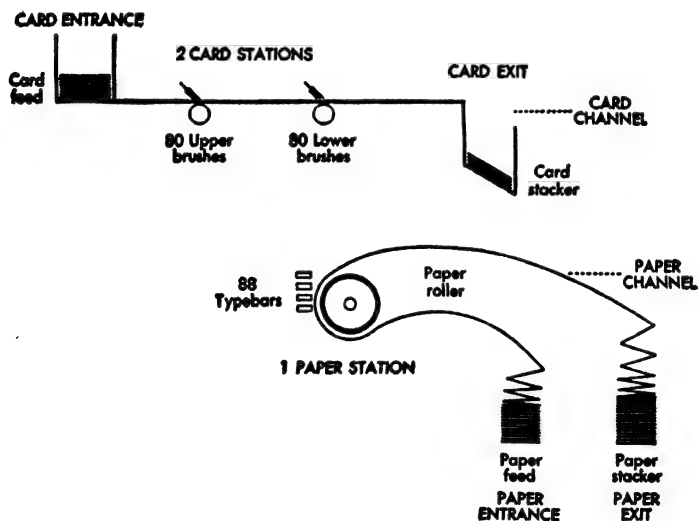 CARD ENTRANCE
Card
feed
2 CARD STATIONS
80 Upper
brushes
80 Lower
brushes
CARD EXIT
CARD
CHANNEL
Card
stacker
88
Typebars
Paper
roller
PAPER
CHANNEL
1 PAPER STATION
Paper
feed
PAPER
ENTRANCE
Paper
stacker
PAPER
EXIT